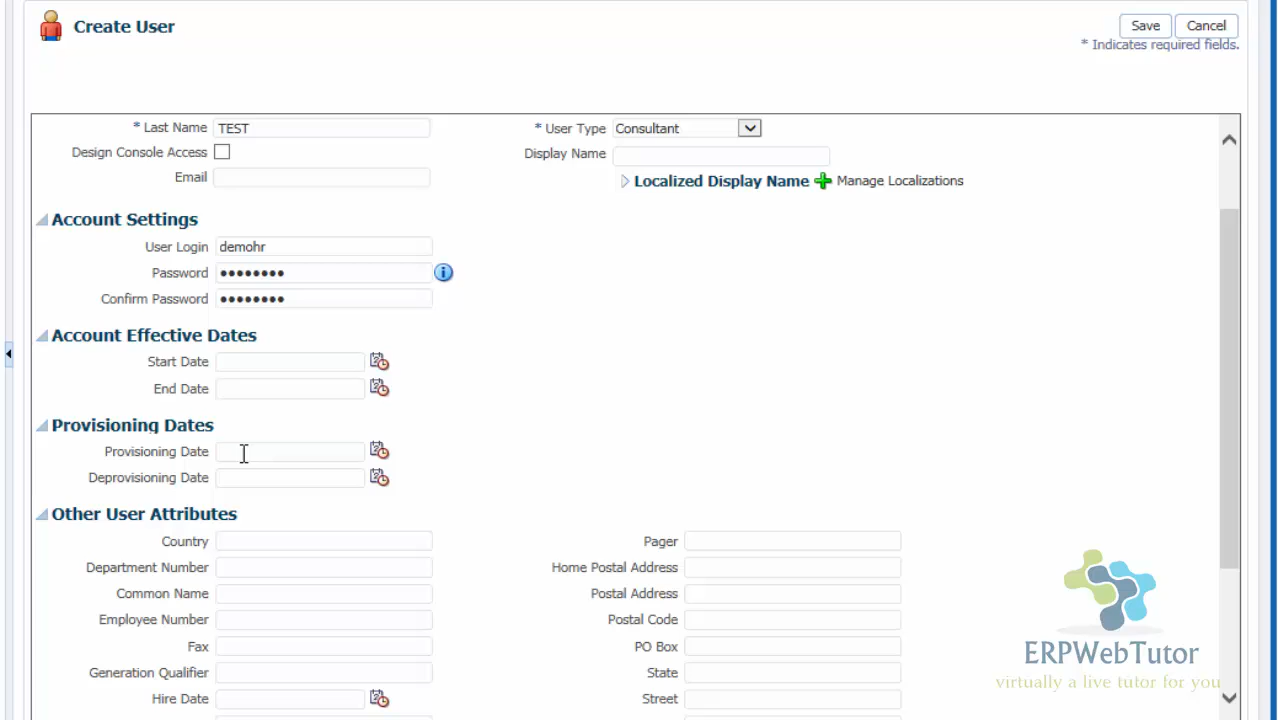 Create User
Save Cancel
* Indicates required fields.
* Last Name TEST
* User Type Consultant
Design Console Access
Display Name
Email
Localized Display Name Manage Localizations
Account Settings
User Login demohr
Password ••••••••
Confirm Password ••••••••
Account Effective Dates
Start Date
End Date
Provisioning Dates
Provisioning Date
Deprovisioning Date
Other User Attributes
Country
Pager
Department Number
Home Postal Address
Common Name
Postal Address
Employee Number
Postal Code
Fax
PO Box
Generation Qualifier
State
Hire Date
Street
ERPWebTutor
virtually a live tutor for you